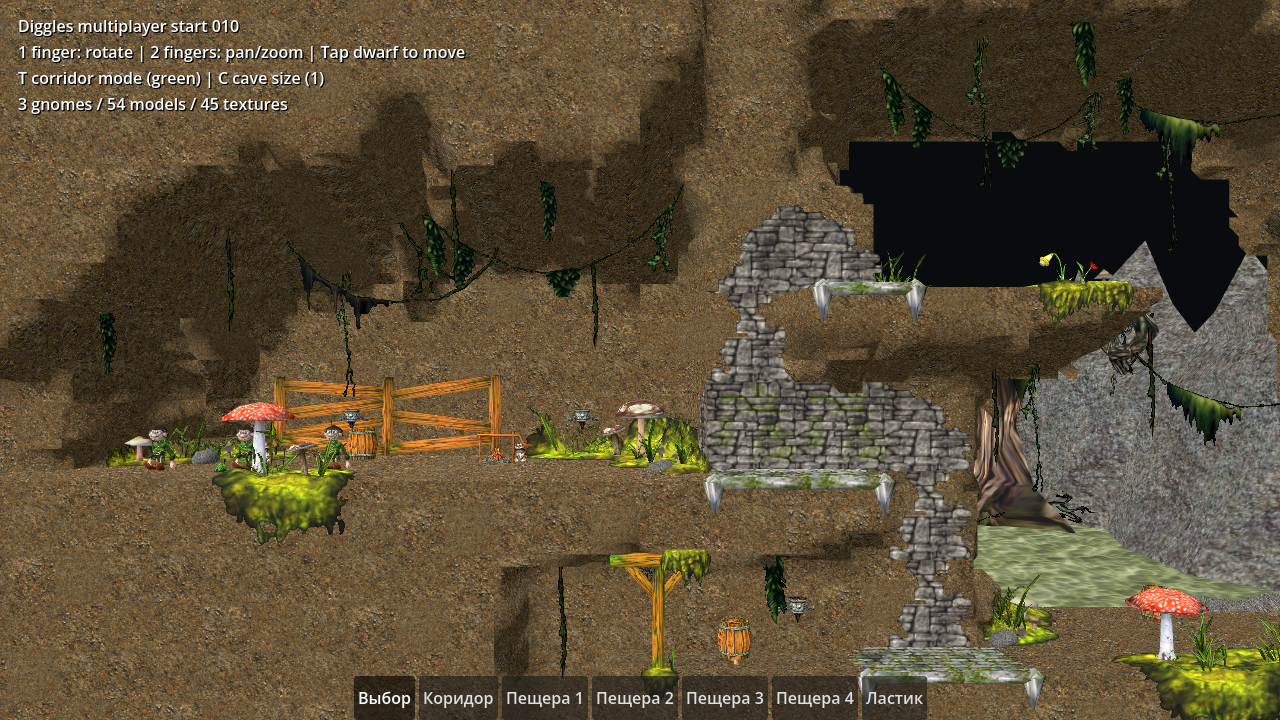 Diggles multiplayer start 010
1 finger: rotate | 2 fingers: pan/zoom | Tap dwarf to move
T corridor mode (green) | C cave size (1)
3 gnomes / 54 models / 45 textures
Выбор Коридор Пещера 1 Пещера 2 Пещера 3 Пещера 4 Ластик